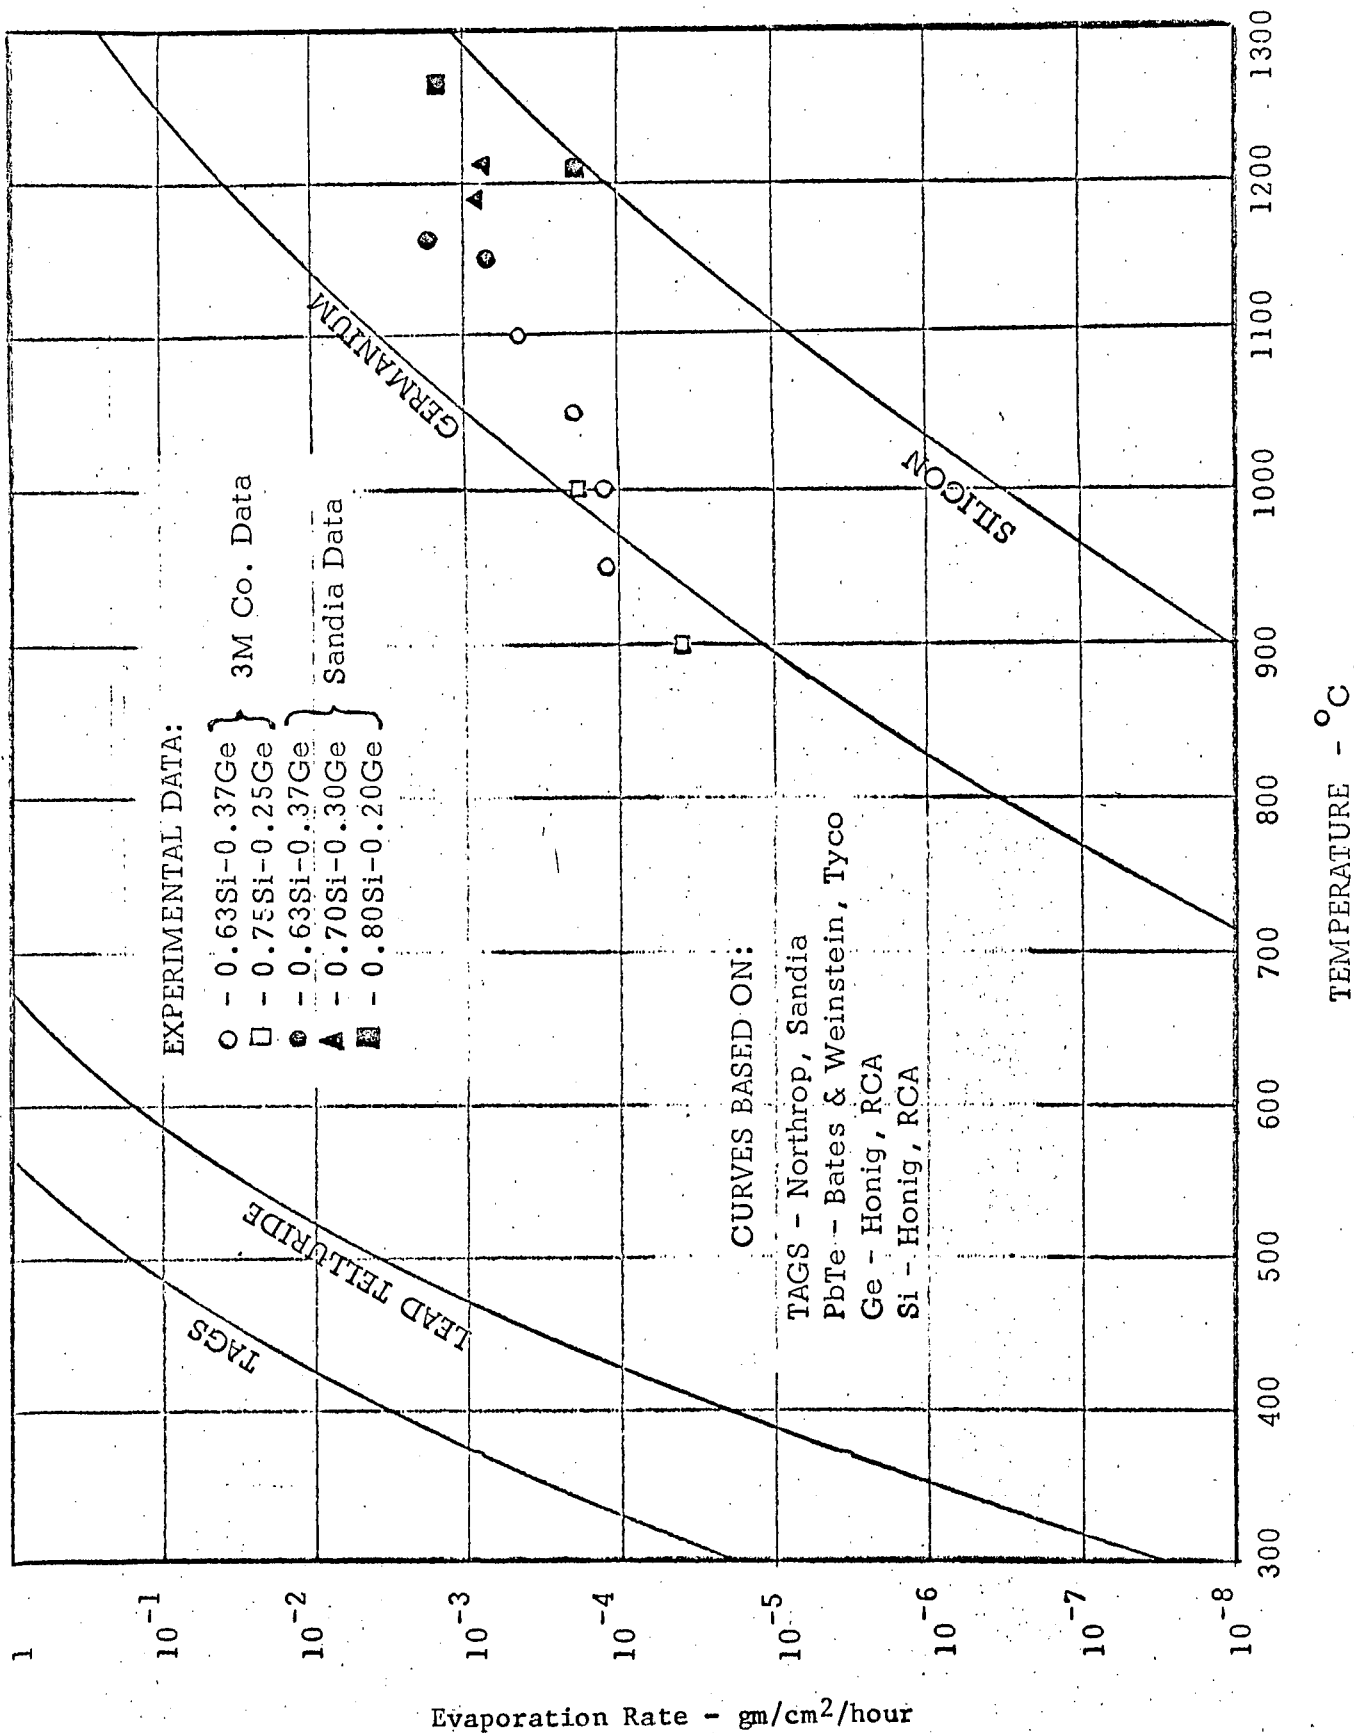 EXPERIMENTAL DATA:
○ - 0.63Si-0.37Ge
□ - 0.75Si-0.25Ge
3M Co. Data
● - 0.63Si-0.37Ge
▲ - 0.70Si-0.30Ge
■ - 0.80Si-0.20Ge
Sandia Data
TAGS
LEAD TELLURIDE
GERMANIUM
SILICON
CURVES BASED ON:
TAGS - Northrop, Sandia
PbTe - Bates & Weinstein, Tyco
Ge - Honig, RCA
Si - Honig, RCA
Evaporation Rate - gm/cm2/hour
1
10-1
10-2
10-3
10-4
10-5
10-6
10-7
10-8
300 400 500 600 700 800 900 1000 1100 1200 1300
TEMPERATURE - °C